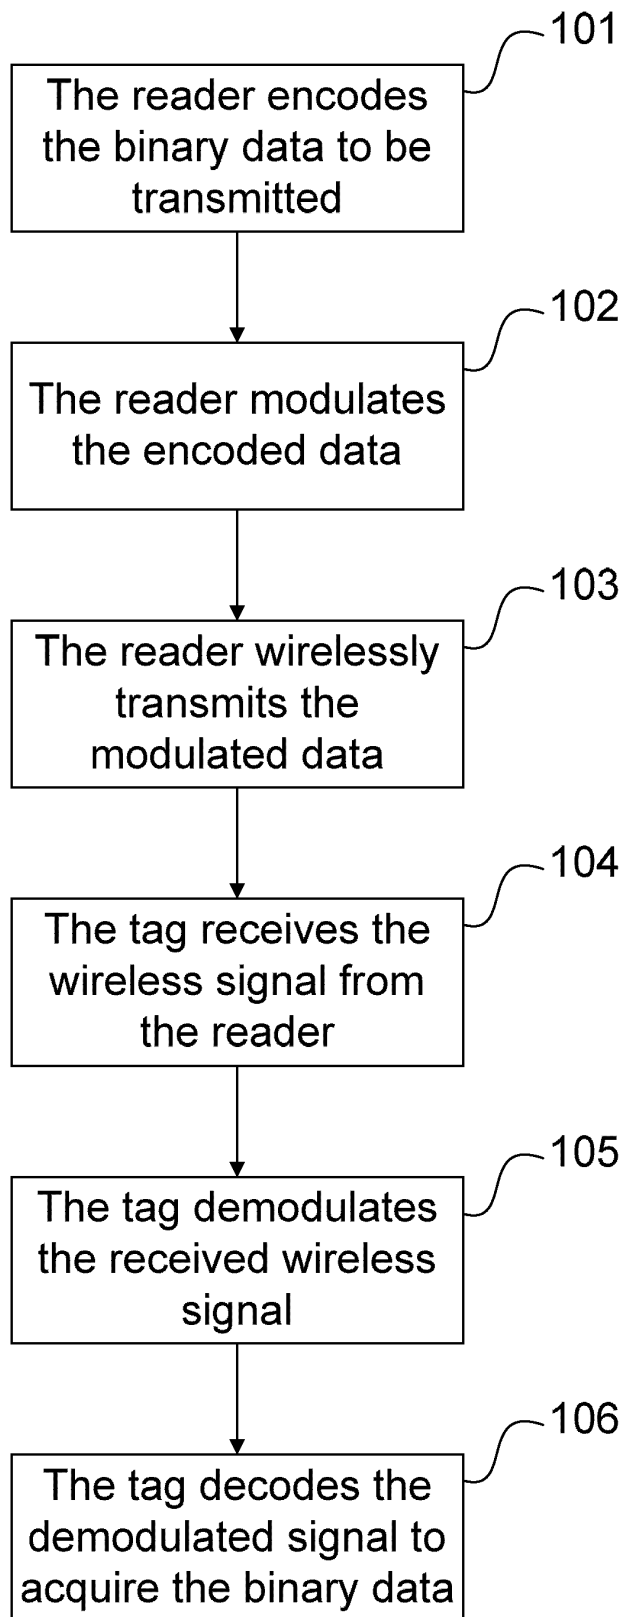 101
The reader encodes
the binary data to be
transmitted
102
The reader modulates
the encoded data
103
The reader wirelessly
transmits the
modulated data
104
The tag receives the
wireless signal from
the reader
105
The tag demodulates
the received wireless
signal
106
The tag decodes the
demodulated signal to
acquire the binary data